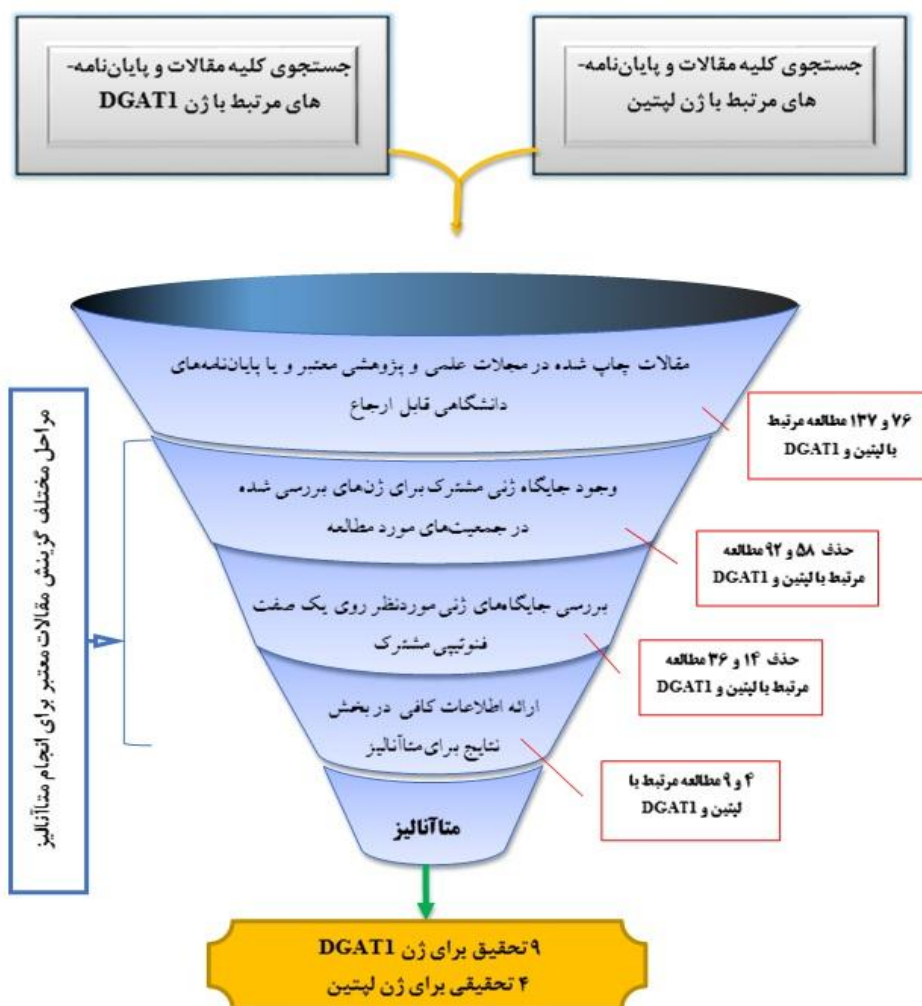 جستجوی کلیه مقالات و پایان‌نامه-
های مرتبط با ژن لپتین
جستجوی کلیه مقالات و پایان‌نامه-
های مرتبط با ژن DGAT1
مقالات چاپ شده در مجلات علمی و پژوهشی معتبر و یا پایان‌نامه‌های
دانشگاهی قابل ارجاع
۷۶ و ۱۳۷ مطالعه مرتبط
با لپتین و DGAT1
وجود جایگاه ژنی مشترک برای ژن‌های بررسی شده
در جمعیت‌های مورد مطالعه
حذف ۵۸ و ۹۲ مطالعه
مرتبط با لپتین و DGAT1
بررسی جایگاه‌های ژنی موردنظر روی یک صفت
فنوتیپی مشترک
حذف ۱۴ و ۳۶ مطالعه
مرتبط با لپتین و DGAT1
ارائه اطلاعات کافی در بخش
نتایج برای متاآنالیز
۴ و ۹ مطالعه مرتبط با
لپتین و DGAT1
متاآنالیز
مراحل مختلف گزینش مقالات معتبر برای انجام متاآنالیز
۹ تحقیق برای ژن DGAT1
۴ تحقیقی برای ژن لپتین